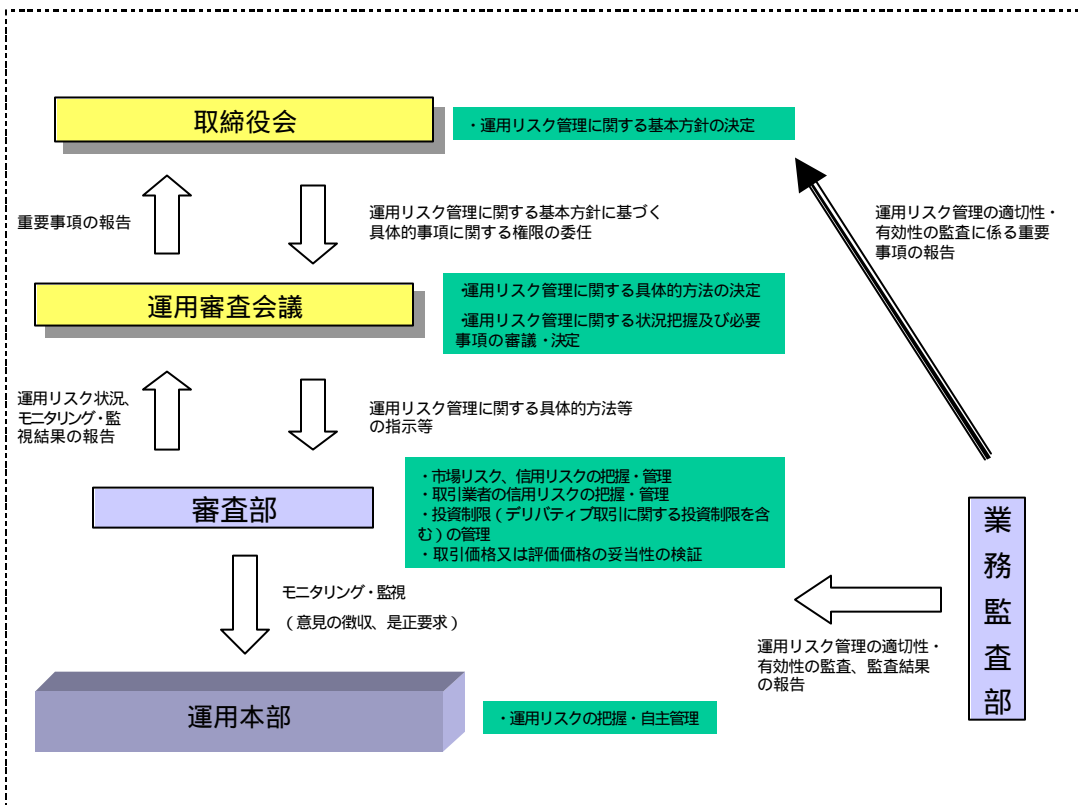 取締役会
・運用リスク管理に関する基本方針の決定
重要事項の報告
運用リスク管理に関する基本方針に基づく
具体的事項に関する権限の委任
運用リスク管理の適切性・
有効性の監査に係る重要
事項の報告
運用審査会議
・運用リスク管理に関する具体的方法の決定
・運用リスク管理に関する状況把握及び必要
事項の審議・決定
運用リスク状況、
モニタリング・監
視結果の報告
運用リスク管理に関する具体的方法等
の指示等
審査部
・市場リスク、信用リスクの把握・管理
・取引業者の信用リスクの把握・管理
・投資制限(デリバティブ取引に関する投資制限を含
む)の管理
・取引価格又は評価価格の妥当性の検証
業務監査部
モニタリング・監視
(意見の徴収、是正要求)
運用リスク管理の適切性・
有効性の監査、監査結果
の報告
運用本部
・運用リスクの把握・自主管理